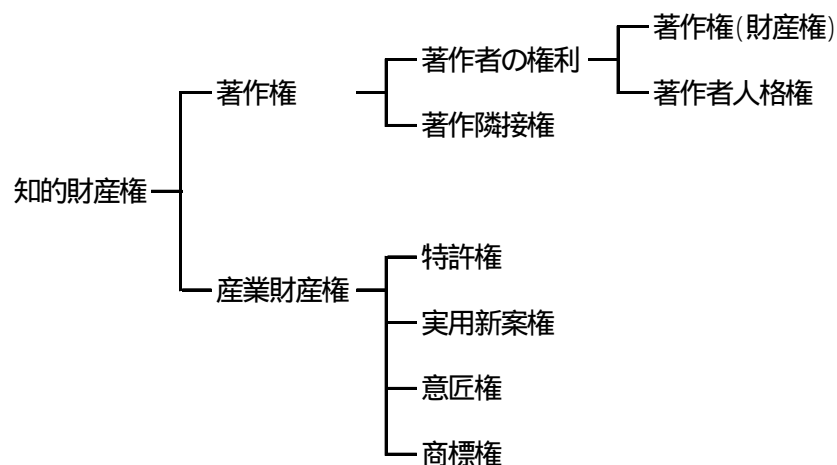 著作権(財産権)
著作者の権利
著作権
著作者人格権
著作隣接権
知的財産権
特許権
産業財産権
実用新案権
意匠権
商標権